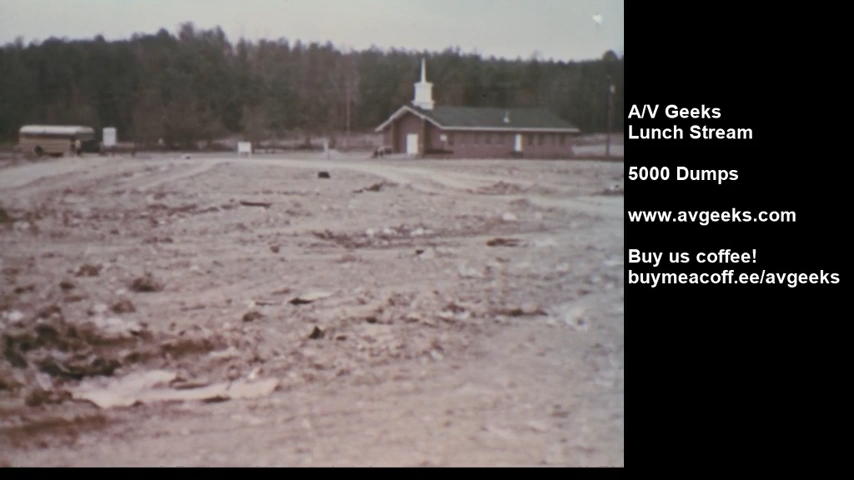 A/V Geeks
Lunch Stream
5000 Dumps
www.avgeeks.com
Buy us coffee!
buymeacoff.ee/avgeeks